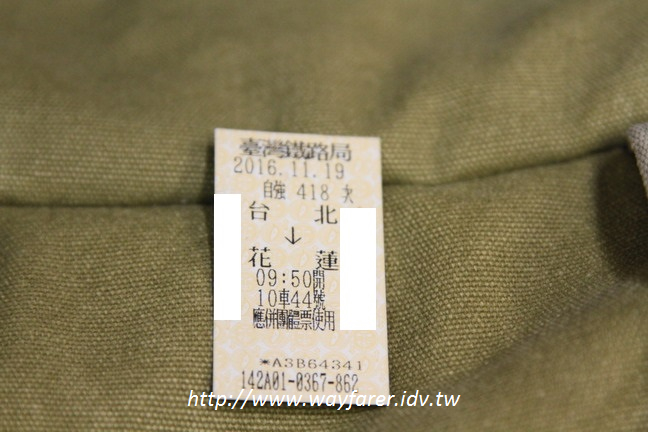 臺灣鐵路局
2016.11.19
自強 418 次
台 北
↓
花 蓮
09:50開
10車44號
應併團體票使用
*A3B64341
142A01-0367-862
http://www.wayfarer.idv.tw